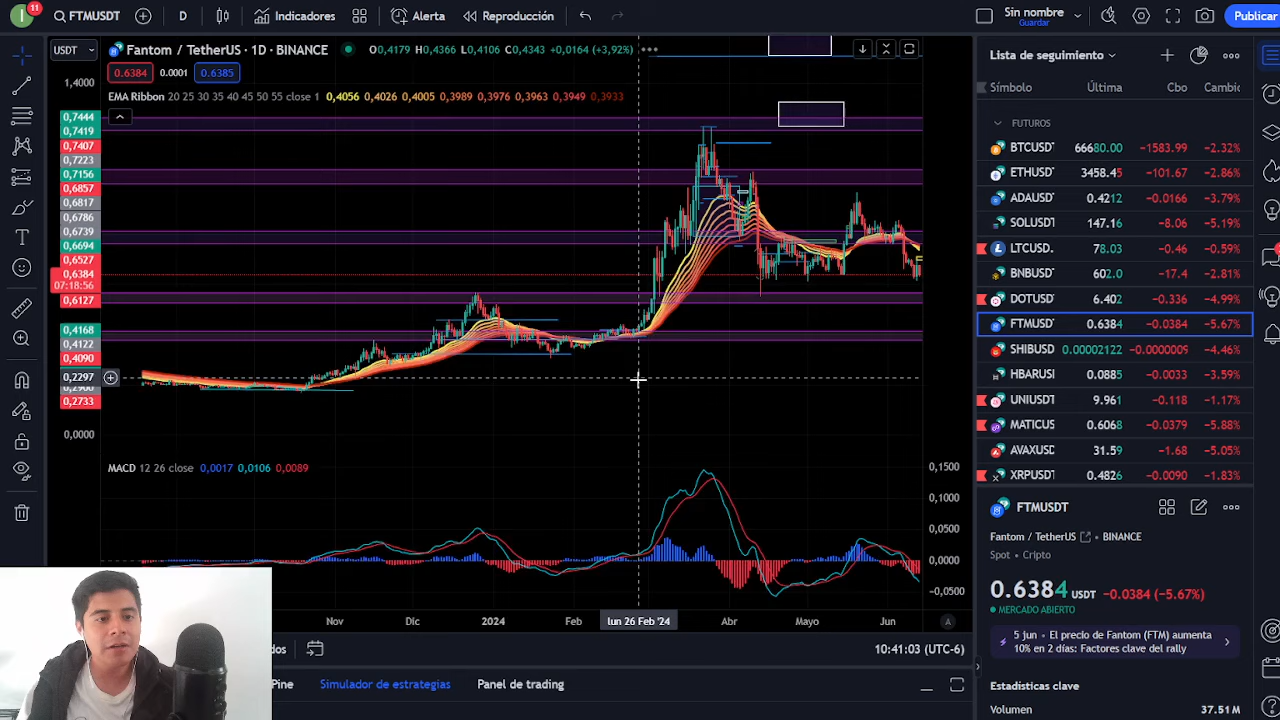 I 11 FTMUSDT D Indicadores Alerta Reproducción Sin nombre Guardar Publicar
USDT Fantom / TetherUS · 1D · BINANCE O0,4179 H0,4366 L0,4106 C0,4343 +0,0164 (+3,92%)
0.6384 0.0001 0.6385
EMA Ribbon 20 25 30 35 40 45 50 55 close 1 0,4056 0,4026 0,4005 0,3989 0,3976 0,3963 0,3949 0,3933
1,4000
0,7444
0,7419
0,7407
0,7223
0,7156
0,6857
0,6817
0,6786
0,6739
0,6694
0,6527
0,6384
07:18:56
0,6127
0,4168
0,4122
0,4090
0,2297
0,2733
0,0000
MACD 12 26 close 0,0017 0,0106 0,0089
0,1500
0,1000
0,0500
0,0000
−0,0500
Nov Dic 2024 Feb lun 26 Feb '24 Abr Mayo Jun A
10:41:03 (UTC-6)
Pine Simulador de estrategias Panel de trading
Lista de seguimiento
Símbolo Última Cbo Cambic
FUTUROS
BTCUSDT 66680.00 −1583.99 −2.32%
ETHUSD 3458.45 −101.67 −2.86%
ADAUSD 0.4212 −0.0166 −3.79%
SOLUSDT 147.16 −8.06 −5.19%
LTCUSD. 78.03 −0.46 −0.59%
BNBUSD 602.0 −17.4 −2.81%
DOTUSD 6.402 −0.336 −4.99%
FTMUSD 0.6384 −0.0384 −5.67%
SHIBUSD 0.00002122 −0.0000009 −4.46%
HBARUSI 0.0885 −0.0033 −3.59%
UNIUSDT 9.961 −0.118 −1.17%
MATICUS 0.6068 −0.0379 −5.88%
AVAXUSD 31.59 −1.68 −5.05%
XRPUSDT 0.4826 −0.0090 −1.83%
FTMUSDT
Fantom / TetherUS • BINANCE
Spot • Cripto
0.6384 USDT −0.0384 (−5.67%)
MERCADO ABIERTO
5 jun • El precio de Fantom (FTM) aumenta
10% en 2 días: Factores clave del rally
Estadísticas clave
Volumen 37.51 M